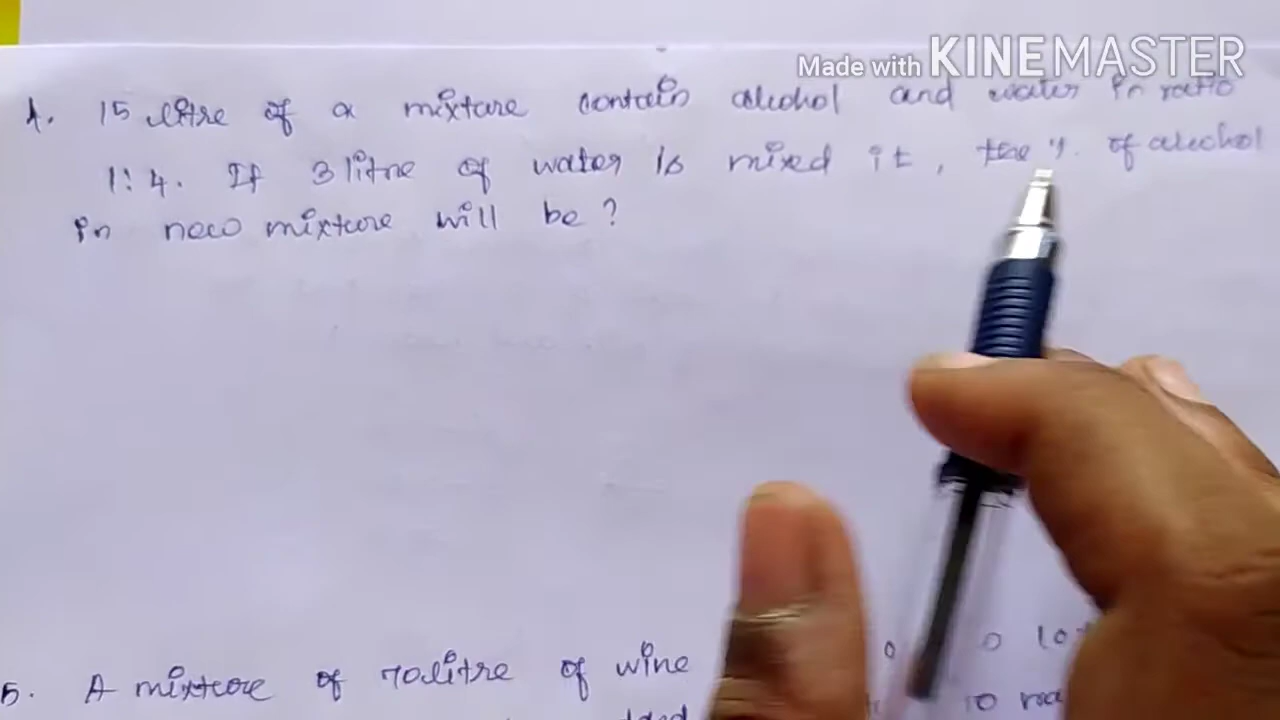 Made with KINEMASTER
4. 15 litre of a mixture contain alcohol and water in ratio
1:4. If 3 litre of water is mixed it, the % of alcohol
in new mixture will be?
5. A mixture of 70 litre of wine